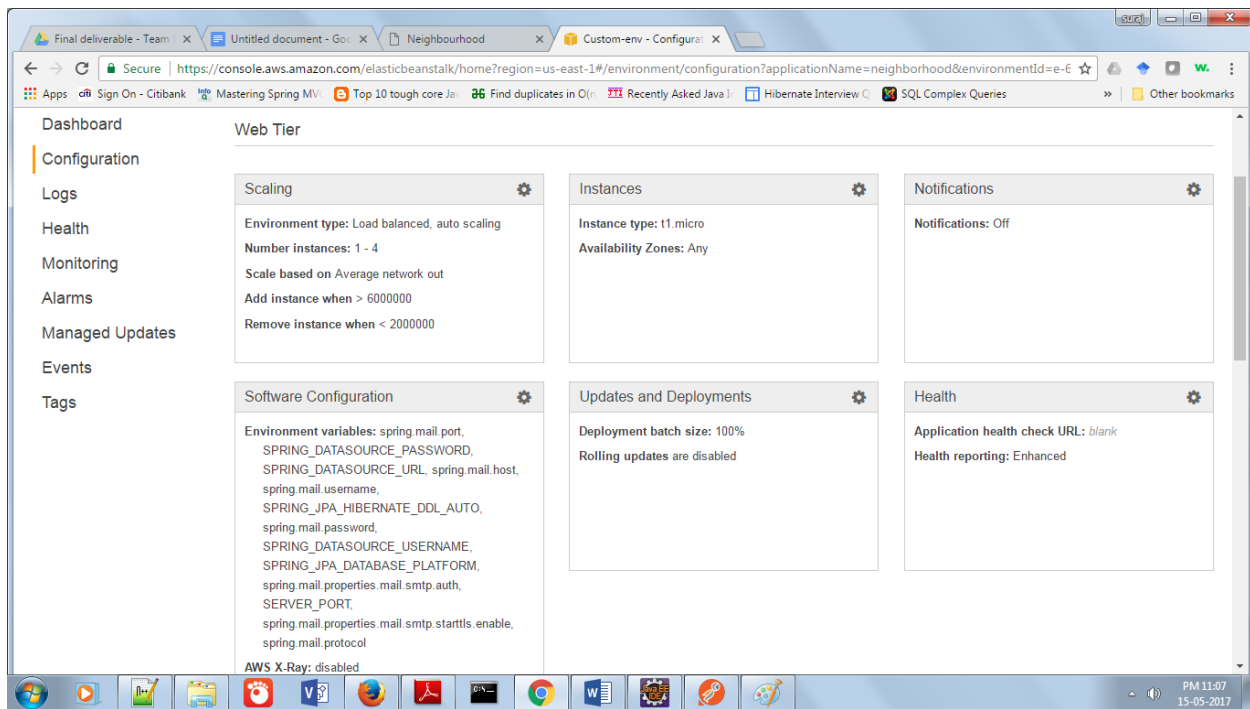 suraj
Final deliverable - Team
Untitled document - Goo
Neighbourhood
Custom-env - Configurat
Secure | https://console.aws.amazon.com/elasticbeanstalk/home?region=us-east-1#/environment/configuration?applicationName=neighborhood&environmentId=e-6
Apps
citi Sign On - Citibank
Mastering Spring MV
Top 10 tough core Ja
Find duplicates in O(n
Recently Asked Java I
Hibernate Interview Q
SQL Complex Queries
»
Other bookmarks
Dashboard
Configuration
Logs
Health
Monitoring
Alarms
Managed Updates
Events
Tags
Web Tier
Scaling
Environment type: Load balanced, auto scaling
Number instances: 1 - 4
Scale based on Average network out
Add instance when > 6000000
Remove instance when < 2000000
Instances
Instance type: t1.micro
Availability Zones: Any
Notifications
Notifications: Off
Software Configuration
Environment variables: spring.mail.port,
SPRING_DATASOURCE_PASSWORD,
SPRING_DATASOURCE_URL, spring.mail.host,
spring.mail.username,
SPRING_JPA_HIBERNATE_DDL_AUTO,
spring.mail.password,
SPRING_DATASOURCE_USERNAME,
SPRING_JPA_DATABASE_PLATFORM,
spring.mail.properties.mail.smtp.auth,
SERVER_PORT,
spring.mail.properties.mail.smtp.starttls.enable,
spring.mail.protocol
AWS X-Ray: disabled
Updates and Deployments
Deployment batch size: 100%
Rolling updates are disabled
Health
Application health check URL: blank
Health reporting: Enhanced
PM 11:07
15-05-2017